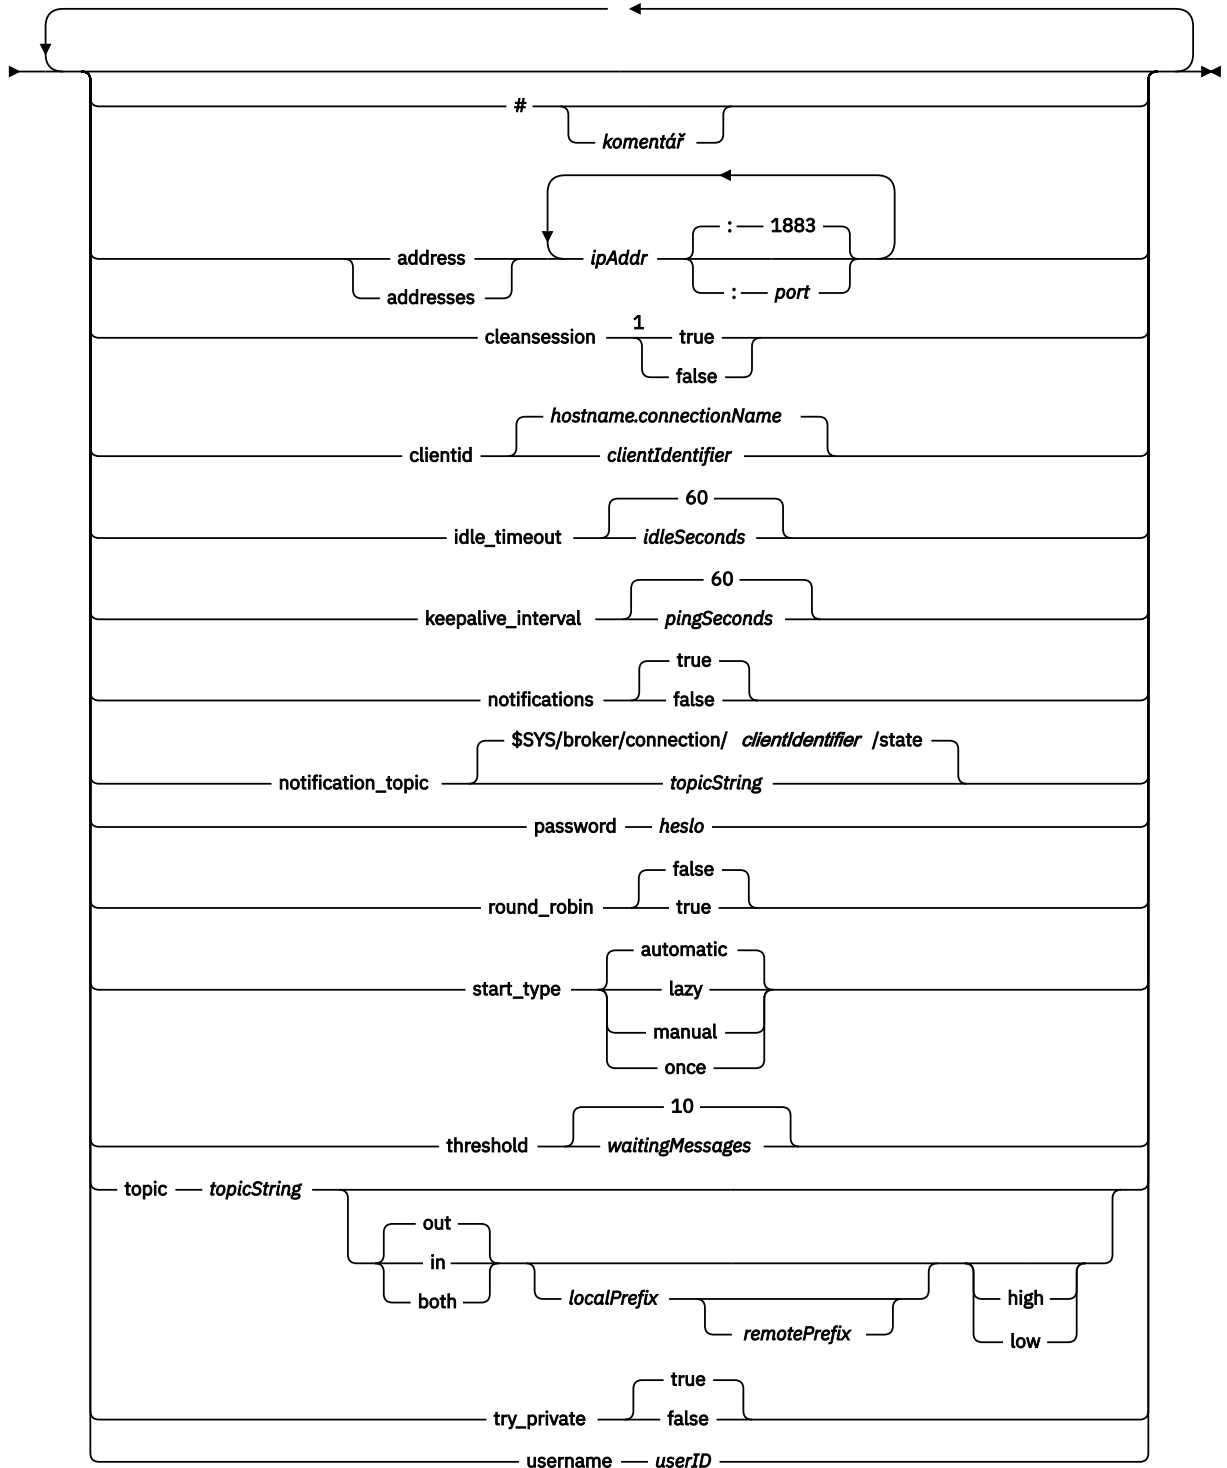 #
komentář
: 1883
address ipAddr
addresses : port
1
cleansession true
false
hostname.connectionName
clientid clientIdentifier
60
idle_timeout idleSeconds
60
keepalive_interval pingSeconds
true
notifications false
$SYS/broker/connection/ clientIdentifier /state
notification_topic topicString
password heslo
false
round_robin true
automatic
start_type lazy
manual
once
10
threshold waitingMessages
topic topicString
out
in
both localPrefix high
remotePrefix low
true
try_private false
username userID